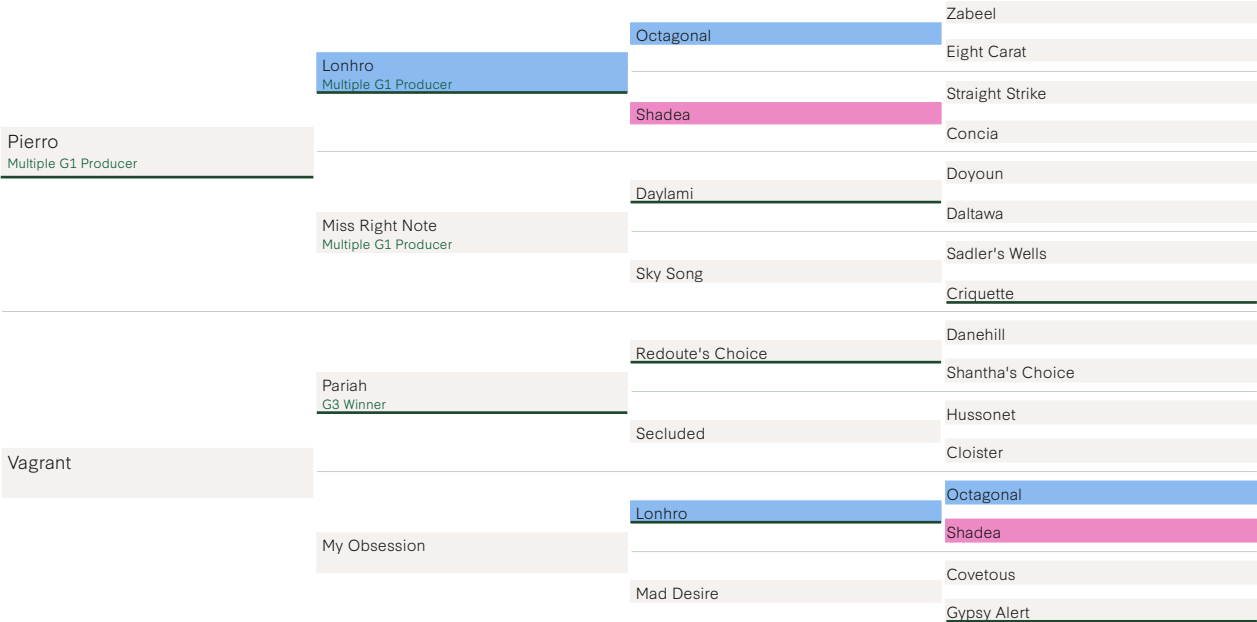 Pierro
Multiple G1 Producer
Lonhro
Multiple G1 Producer
Octagonal
Zabeel
Eight Carat
Shadea
Straight Strike
Concia
Miss Right Note
Multiple G1 Producer
Daylami
Doyoun
Daltawa
Sky Song
Sadler's Wells
Criquette
Vagrant
Pariah
G3 Winner
Redoute's Choice
Danehill
Shantha's Choice
Secluded
Hussonet
Cloister
My Obsession
Lonhro
Octagonal
Shadea
Mad Desire
Covetous
Gypsy Alert